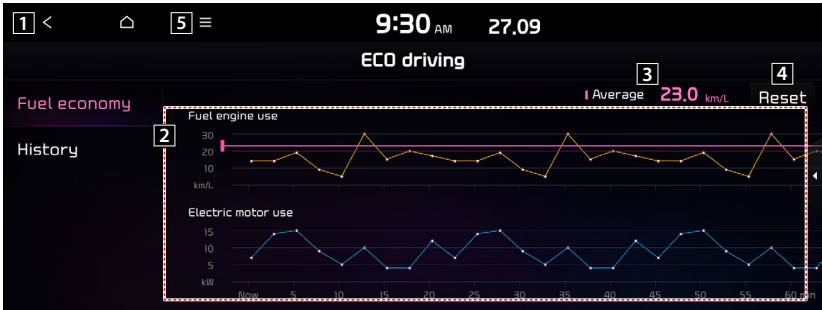 1 < 5 ≡ 9:30 AM 27.09
ECO driving
3 4
Fuel economy
Average 23.0 km/L Reset
2 Fuel engine use
30
20
10
km/L
History
Electric motor use
15
10
5
kW
Now 5 10 15 20 25 30 35 40 45 50 55 60 min